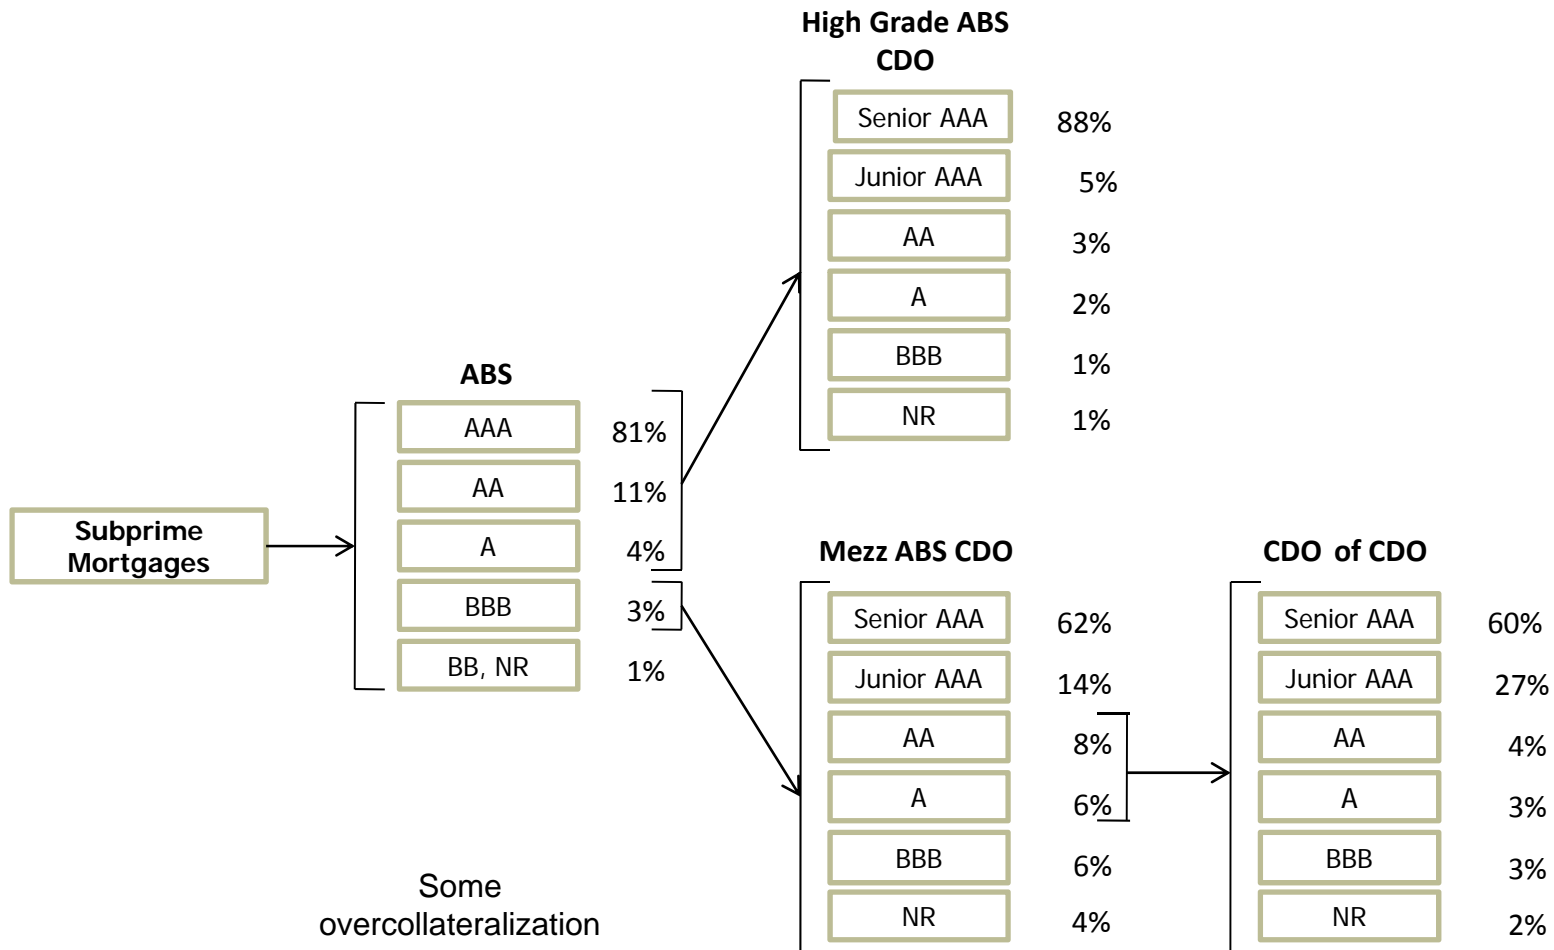 High Grade ABS
CDO
Senior AAA 88%
Junior AAA 5%
AA 3%
A 2%
BBB 1%
NR 1%
ABS
AAA 81%
AA 11%
A 4%
BBB 3%
BB, NR 1%
Subprime
Mortgages
Mezz ABS CDO
Senior AAA 62%
Junior AAA 14%
AA 8%
A 6%
BBB 6%
NR 4%
CDO of CDO
Senior AAA 60%
Junior AAA 27%
AA 4%
A 3%
BBB 3%
NR 2%
Some
overcollateralization